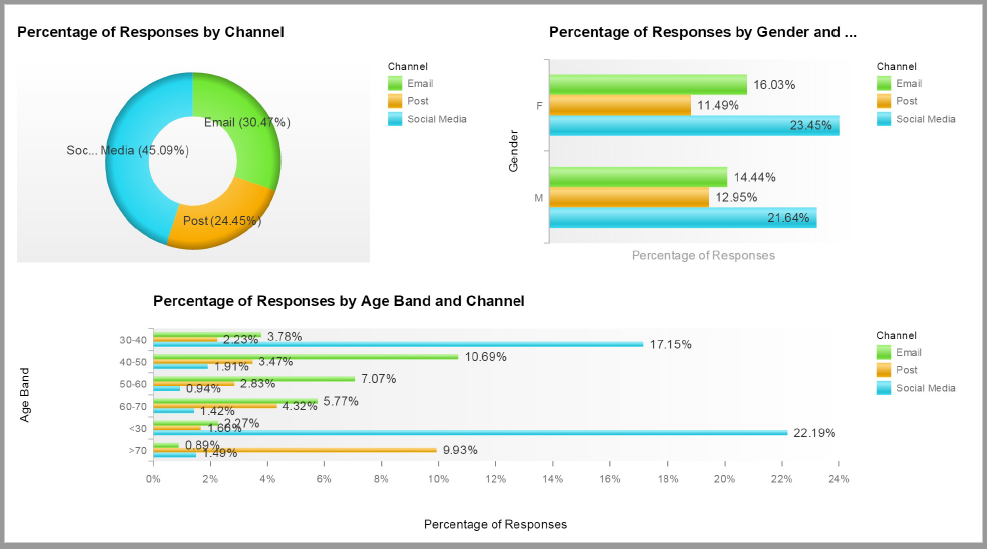 Percentage of Responses by Channel
Channel
Email
Post
Social Media
Email (30.47%)
Soc... Media (45.09%)
Post (24.45%)
Percentage of Responses by Gender and ...
Channel
Email
Post
Social Media
Gender
F
16.03%
11.49%
23.45%
M
14.44%
12.95%
21.64%
Percentage of Responses
Percentage of Responses by Age Band and Channel
Channel
Email
Post
Social Media
Age Band
30-40
3.78%
2.23%
17.15%
40-50
10.69%
3.47%
1.91%
50-60
7.07%
2.83%
0.94%
60-70
5.77%
4.32%
1.42%
<30
2.27%
1.66%
22.19%
>70
0.89%
9.93%
1.49%
0% 2% 4% 6% 8% 10% 12% 14% 16% 18% 20% 22% 24%
Percentage of Responses